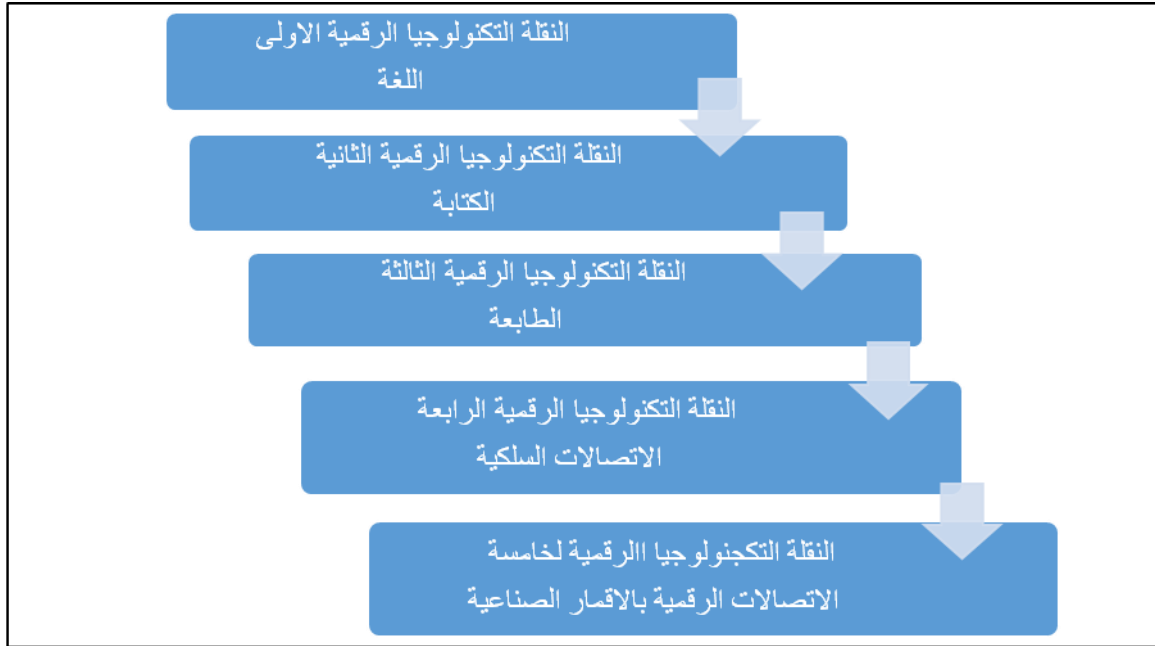 النقلة التكنولوجيا الرقمية الاولى
اللغة
النقلة التكنولوجيا الرقمية الثانية
الكتابة
النقلة التكنولوجيا الرقمية الثالثة
الطابعة
النقلة التكنولوجيا الرقمية الرابعة
الاتصالات السلكية
النقلة التكجنولوجيا االرقمية لخامسة
الاتصالات الرقمية بالاقمار الصناعية